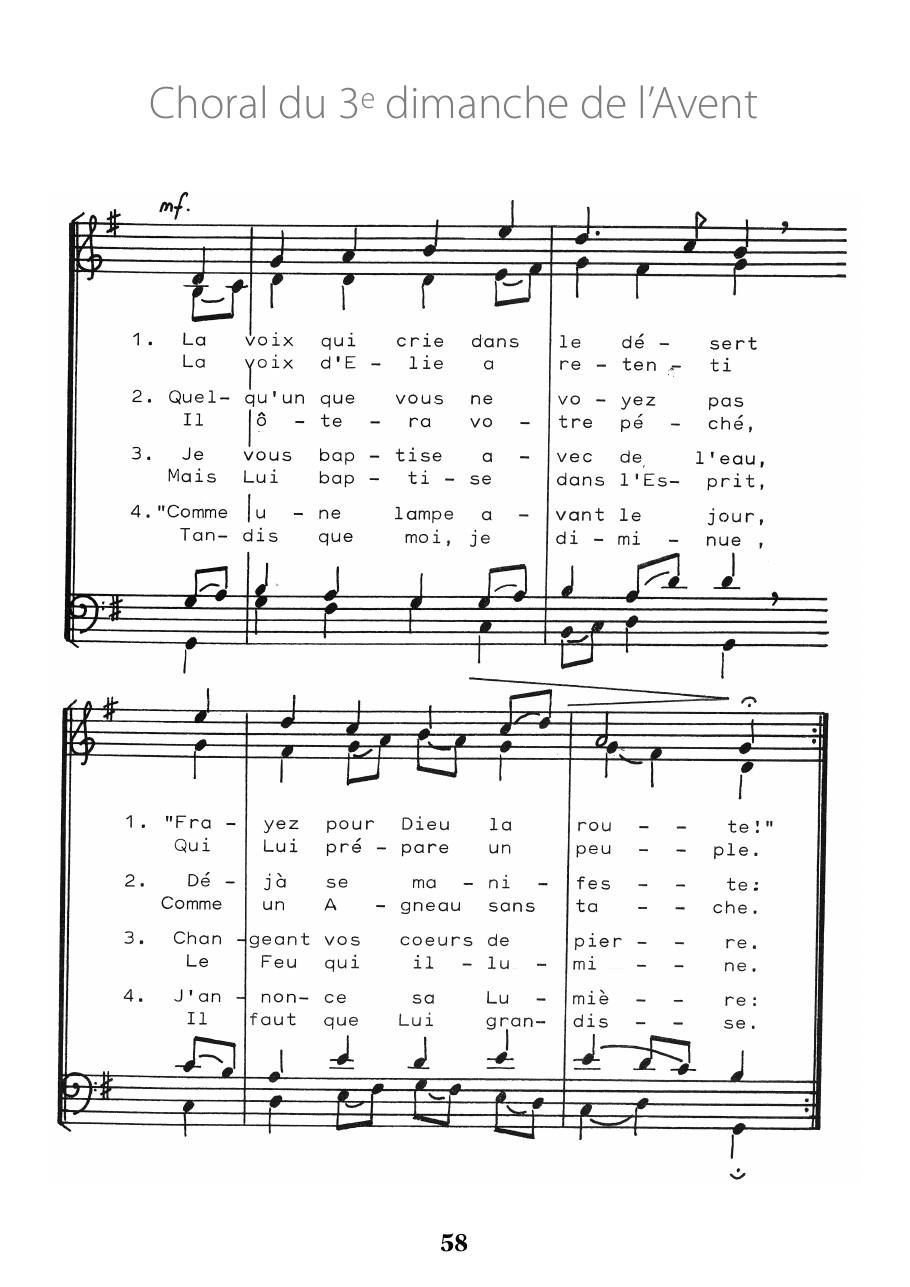 Choral du 3e dimanche de l'Avent
mf.
1. La voix qui crie dans le dé - sert
La voix d'E - lie a re - ten - ti
2. Quel- qu'un que vous ne vo - yez pas
Il ô - te - ra vo - tre pé - ché,
3. Je vous bap - tise a - vec de l'eau,
Mais Lui bap - ti - se dans l'Es- prit,
4. "Comme u - ne lampe a - vant le jour,
Tan- dis que moi, je di - mi - nue ,
1. "Fra - yez pour Dieu la rou - - te!"
Qui Lui pré - pare un peu - - ple.
2. Dé - jà se ma - ni - fes - - te:
Comme un A - gneau sans ta - - che.
3. Chan -geant vos coeurs de pier - - re.
Le Feu qui il - lu - mi - - ne.
4. J'an - non- ce sa Lu - miè - - re:
Il faut que Lui gran- dis - - se.
58